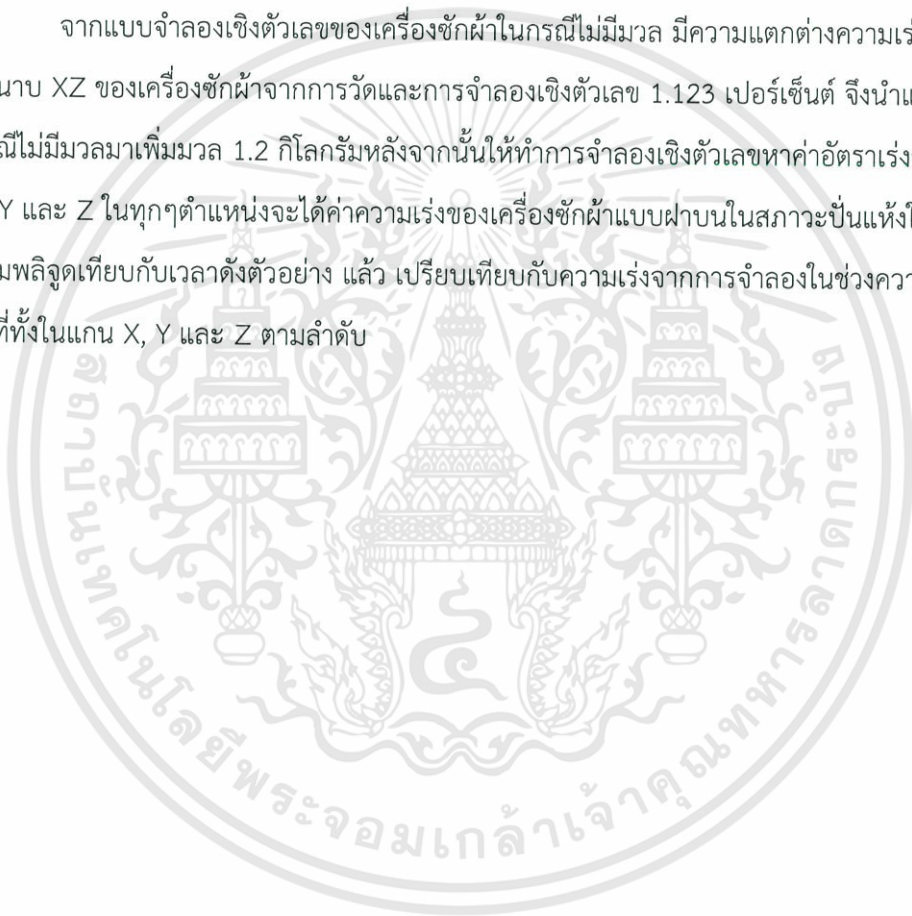 จากแบบจำลองเชิงตัวเลขของเครื่องซักผ้าในกรณีไม่มีมวล มีความแตกต่างความเร่
นาบ XZ ของเครื่องซักผ้าจากการวัดและการจำลองเชิงตัวเลข 1.123 เปอร์เซ็นต์ จึงนำแ
ณีไม่มีมวลมาเพิ่มมวล 1.2 กิโลกรัมหลังจากนั้นให้ทำการจำลองเชิงตัวเลขหาค่าอัตราเร่ง
Y และ Z ในทุกๆตำแหน่งจะได้ค่าความเร่งของเครื่องซักผ้าแบบฝาบนในสภาวะปั่นแห้งใ
มพลิจูดเทียบกับเวลาดังตัวอย่าง แล้ว เปรียบเทียบกับความเร่งจากการจำลองในช่วงควา
ที่ทั้งในแกน X, Y และ Z ตามลำดับ
สถาบันเทคโนโลยีพระจอมเกล้าเจ้าคุณทหารลาดกระบัง